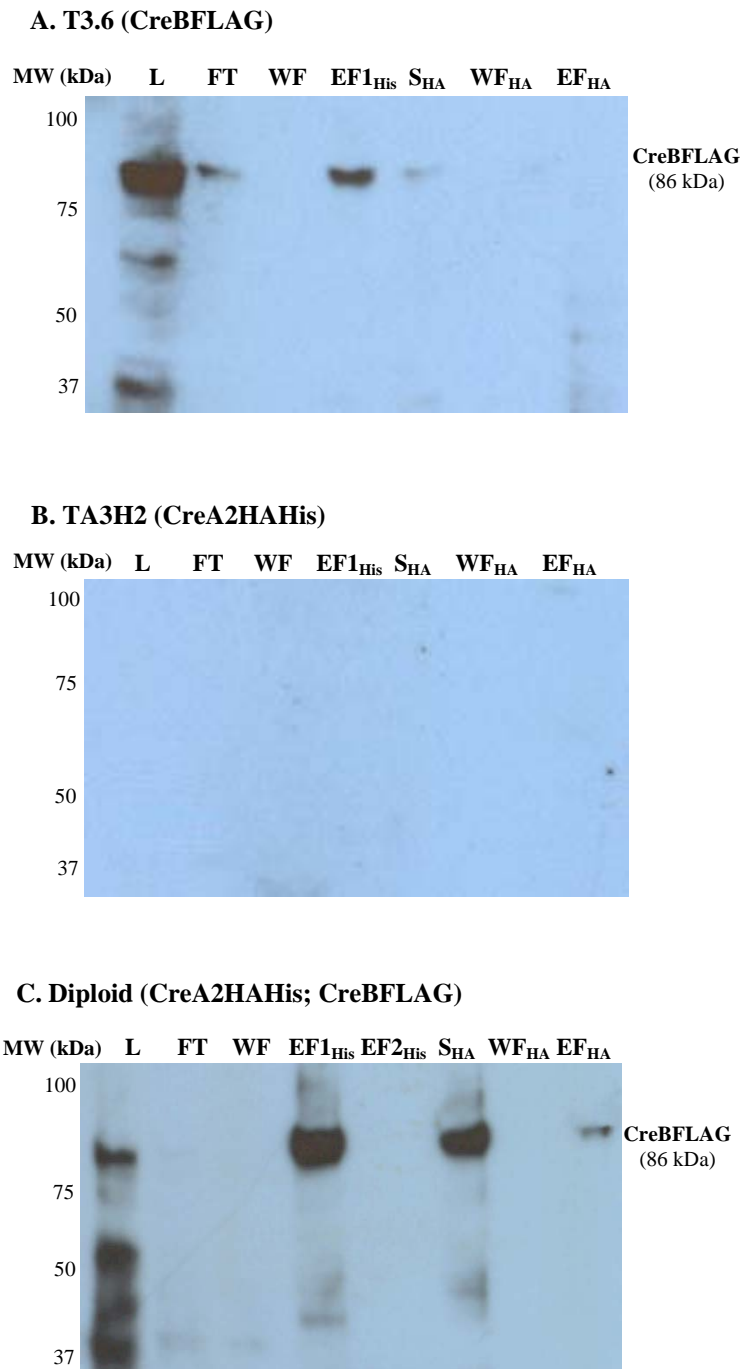 A. T3.6 (CreBFLAG)
MW (kDa) L FT WF EF1His SHA WFHA EFHA
100
CreBFLAG
(86 kDa)
75
50
37
B. TA3H2 (CreA2HAHis)
MW (kDa) L FT WF EF1His SHA WFHA EFHA
100
75
50
37
C. Diploid (CreA2HAHis; CreBFLAG)
MW (kDa) L FT WF EF1His EF2His SHA WFHA EFHA
100
CreBFLAG
(86 kDa)
75
50
37